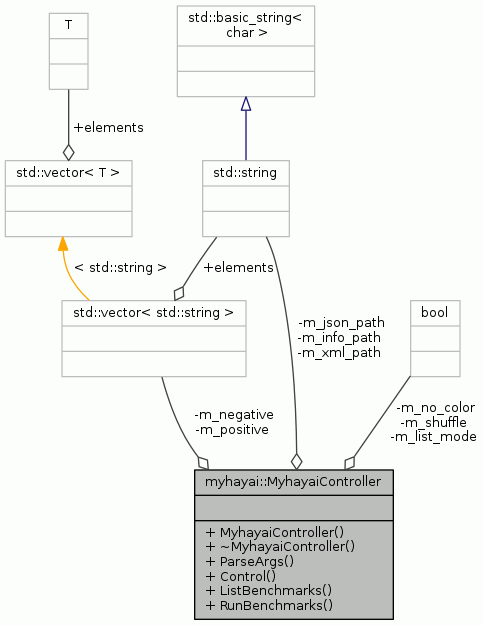 std::basic_string<
char >
T
+elements
std::vector< T >
std::string
< std::string >
+elements
std::vector< std::string >
bool
-m_json_path
-m_info_path
-m_xml_path
-m_negative
-m_positive
-m_no_color
-m_shuffle
-m_list_mode
myhayai::MyhayaiController
+ MyhayaiController()
+ ~MyhayaiController()
+ ParseArgs()
+ Control()
+ ListBenchmarks()
+ RunBenchmarks()